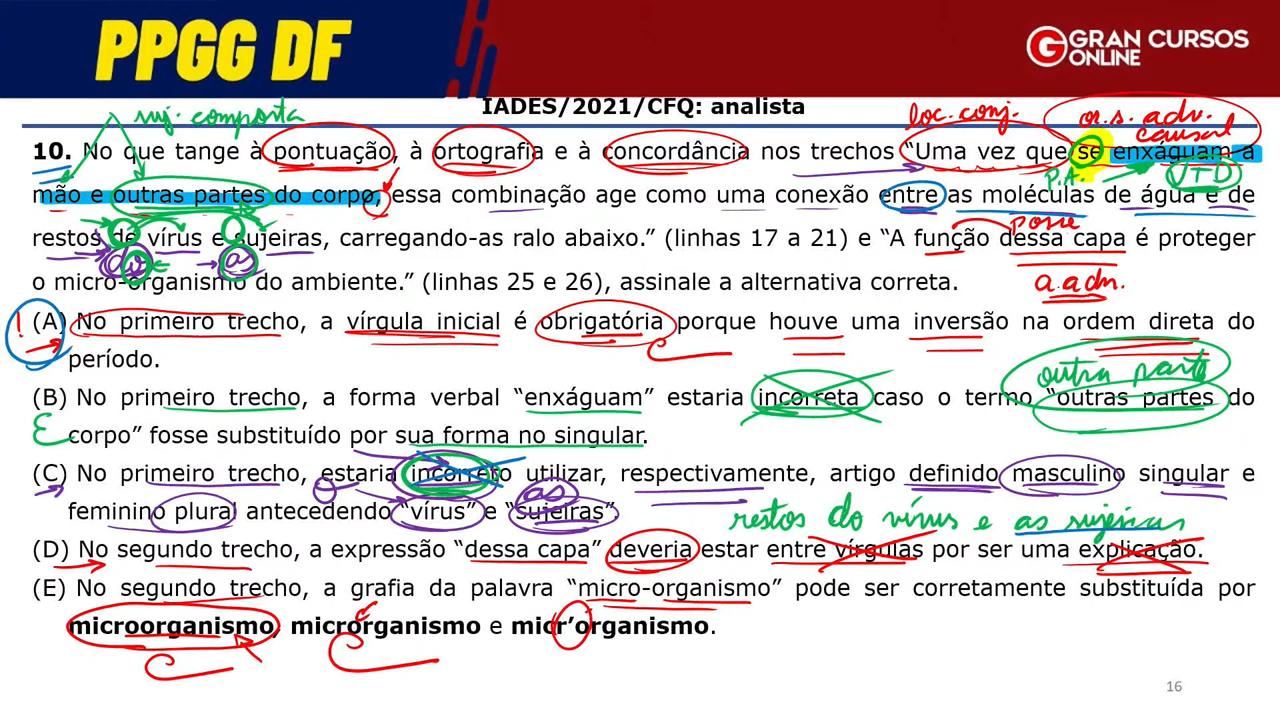 PPGG DF
GRAN CURSOS
ONLINE
IADES/2021/CFQ: analista
suj. composto
loc. conj.
or. s. adv.
causal
10. No que tange à pontuação, à ortografia e à concordância nos trechos “Uma vez que se enxáguam a
P.A.
VTD
mão e outras partes do corpo, essa combinação age como uma conexão entre as moléculas de água e de
posse
restos de vírus e sujeiras, carregando-as ralo abaixo.” (linhas 17 a 21) e “A função dessa capa é proteger
do
as
o micro-organismo do ambiente.” (linhas 25 e 26), assinale a alternativa correta.
a. adn.
! (A) No primeiro trecho, a vírgula inicial é obrigatória porque houve uma inversão na ordem direta do
período.
outra parte
(B) No primeiro trecho, a forma verbal “enxáguam” estaria incorreta caso o termo “outras partes do
corpo” fosse substituído por sua forma no singular.
(C) No primeiro trecho, estaria incorreto utilizar, respectivamente, artigo definido masculino singular e
o
as
feminino plural antecedendo “vírus” e “sujeiras”.
restos do vírus e as sujeiras
(D) No segundo trecho, a expressão “dessa capa” deveria estar entre vírgulas por ser uma explicação.
(E) No segundo trecho, a grafia da palavra “micro-organismo” pode ser corretamente substituída por
microorganismo, microrganismo e micr’organismo.
16